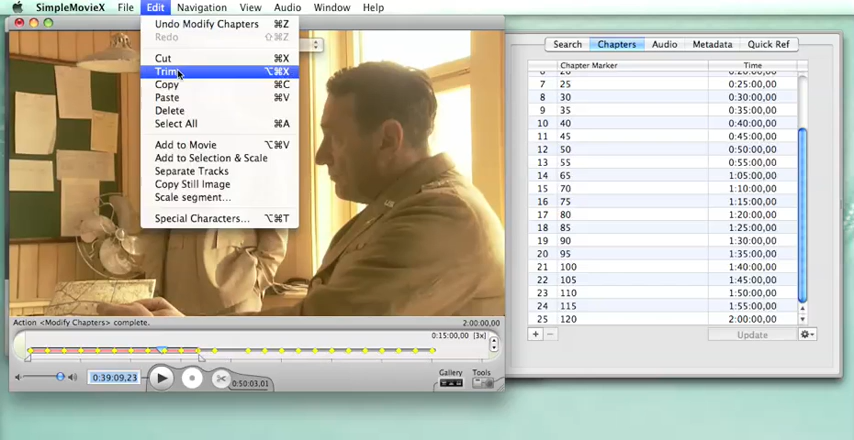 SimpleMovieX File Edit Navigation View Audio Window Help
Undo Modify Chapters ⌘Z
Redo ⇧⌘Z
Cut ⌘X
Trim ⌥⌘X
Copy ⌘C
Paste ⌘V
Delete
Select All ⌘A
Add to Movie ⌥⌘V
Add to Selection & Scale
Separate Tracks
Copy Still Image
Scale segment...
Special Characters... ⌥⌘T
Action <Modify Chapters> complete. 2:00:00,00
0:15:00,00 [3x]
0:39:09,23
0:50:03,01
Gallery Tools
Search Chapters Audio Metadata Quick Ref
Chapter Marker Time
6 20 0:20:00,00
7 25 0:25:00,00
8 30 0:30:00,00
9 35 0:35:00,00
10 40 0:40:00,00
11 45 0:45:00,00
12 50 0:50:00,00
13 55 0:55:00,00
14 65 1:05:00,00
15 70 1:10:00,00
16 75 1:15:00,00
17 80 1:20:00,00
18 85 1:25:00,00
19 90 1:30:00,00
20 95 1:35:00,00
21 100 1:40:00,00
22 105 1:45:00,00
23 110 1:50:00,00
24 115 1:55:00,00
25 120 2:00:00,00
+ − Update